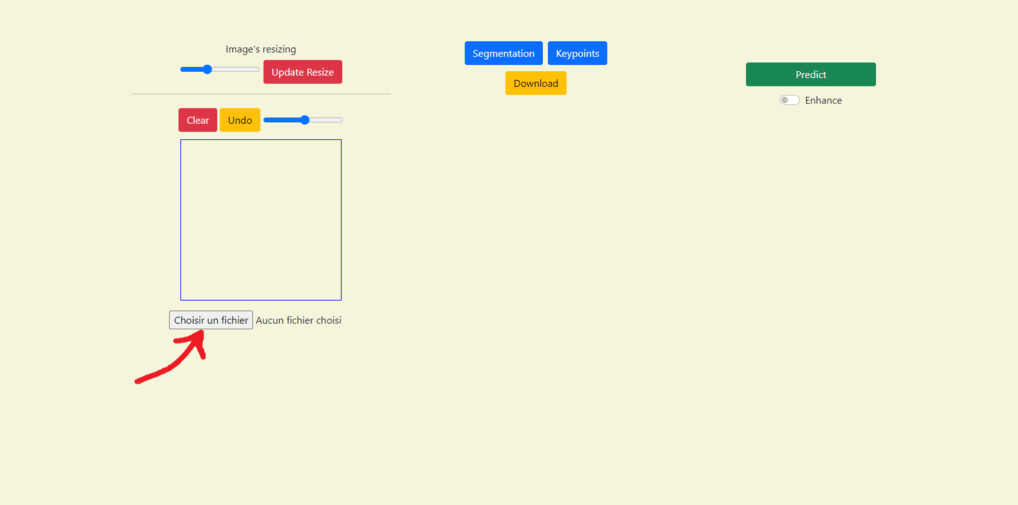 Image's resizing
Update Resize
Clear Undo
Choisir un fichier Aucun fichier choisi
Segmentation Keypoints
Download
Predict
Enhance